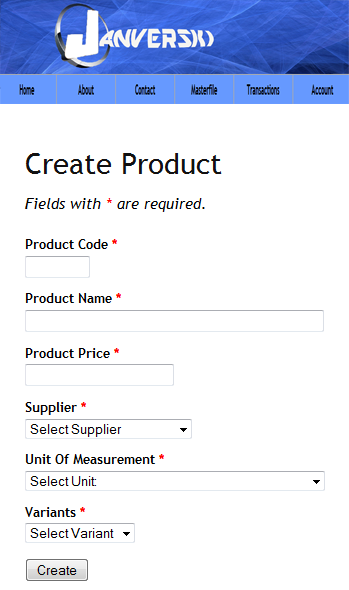 JANVERSKI
Home About Contact Masterfile Transactions Account
Create Product
Fields with * are required.
Product Code *
Product Name *
Product Price *
Supplier *
Select Supplier
Unit Of Measurement *
Select Unit:
Variants *
Select Variant
Create